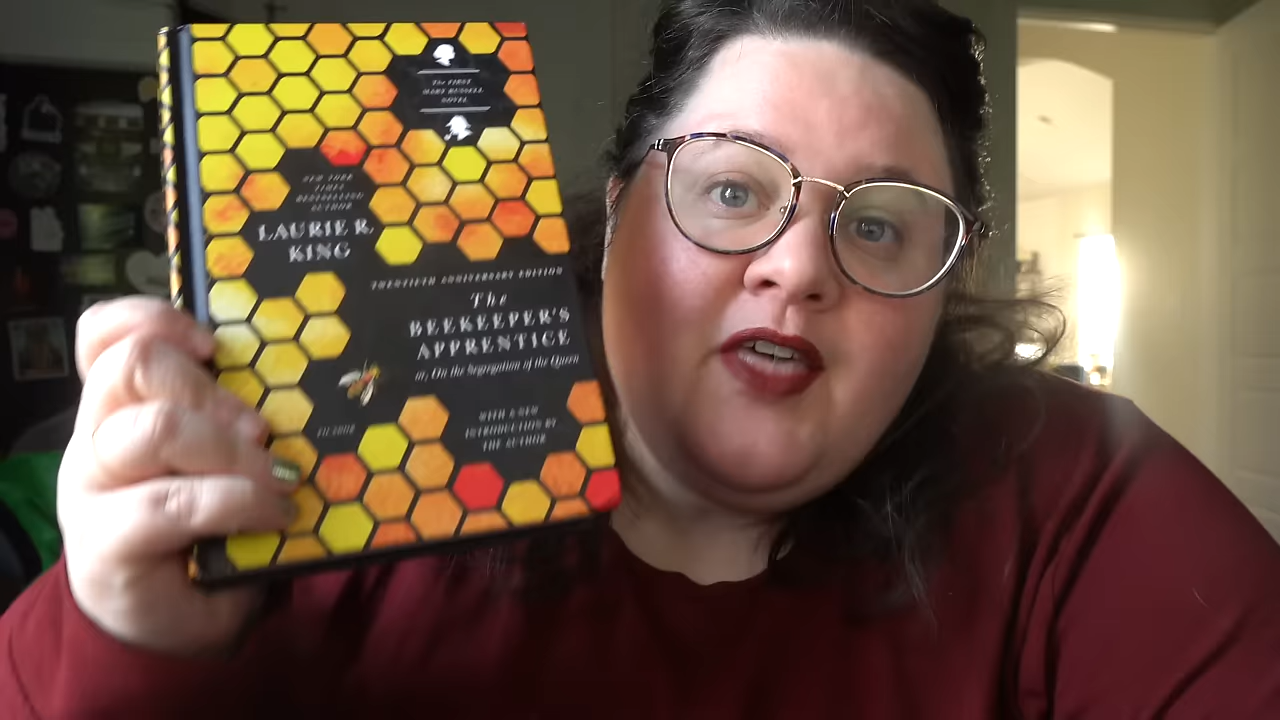 The FIRST
MARY RUSSELL
NOVEL
NEW YORK
TIMES
BESTSELLING
AUTHOR
LAURIE R.
KING
TWENTIETH ANNIVERSARY EDITION
The
BEEKEEPER'S
APPRENTICE
or, On the Segregation of the Queen
WITH A NEW
INTRODUCTION BY
THE AUTHOR
PICADOR